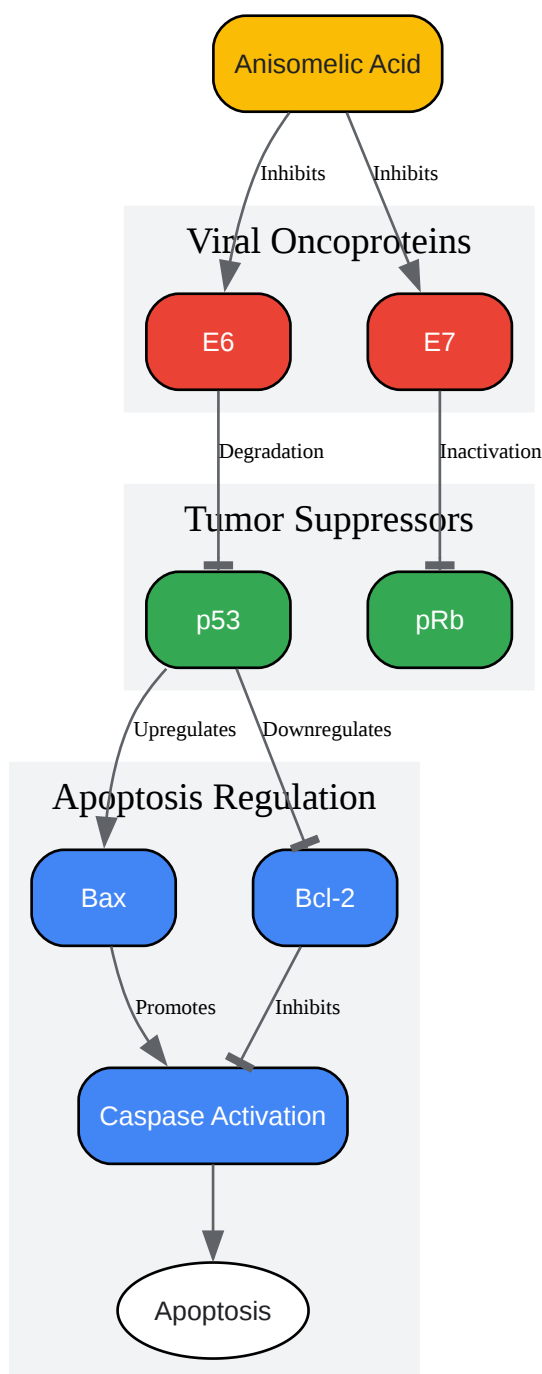 Anisomelic Acid
Inhibits
Inhibits
Viral Oncoproteins
E6
E7
Degradation
Inactivation
Tumor Suppressors
p53
pRb
Upregulates
Downregulates
Apoptosis Regulation
Bax
Bcl-2
Promotes
Inhibits
Caspase Activation
Apoptosis